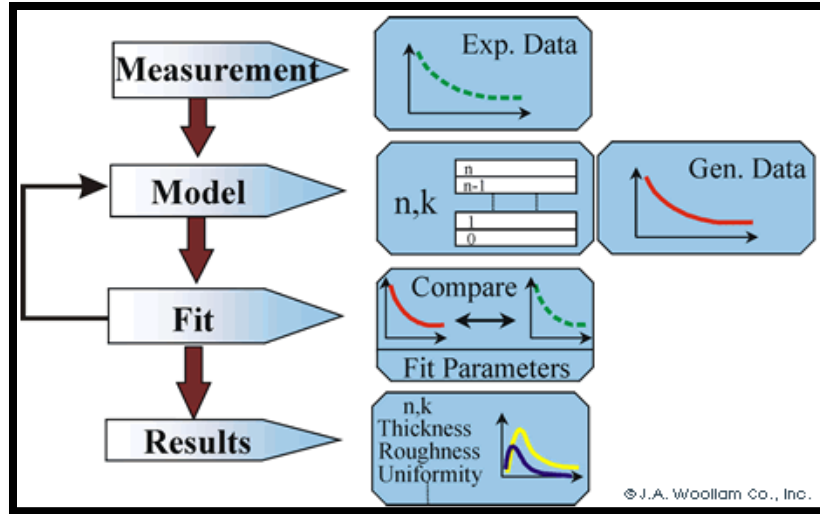 Measurement
Exp. Data
Model
n,k
n
n-1
1
0
Gen. Data
Fit
Compare
Fit Parameters
Results
n,k
Thickness
Roughness
Uniformity
©J.A. Woollam Co., Inc.